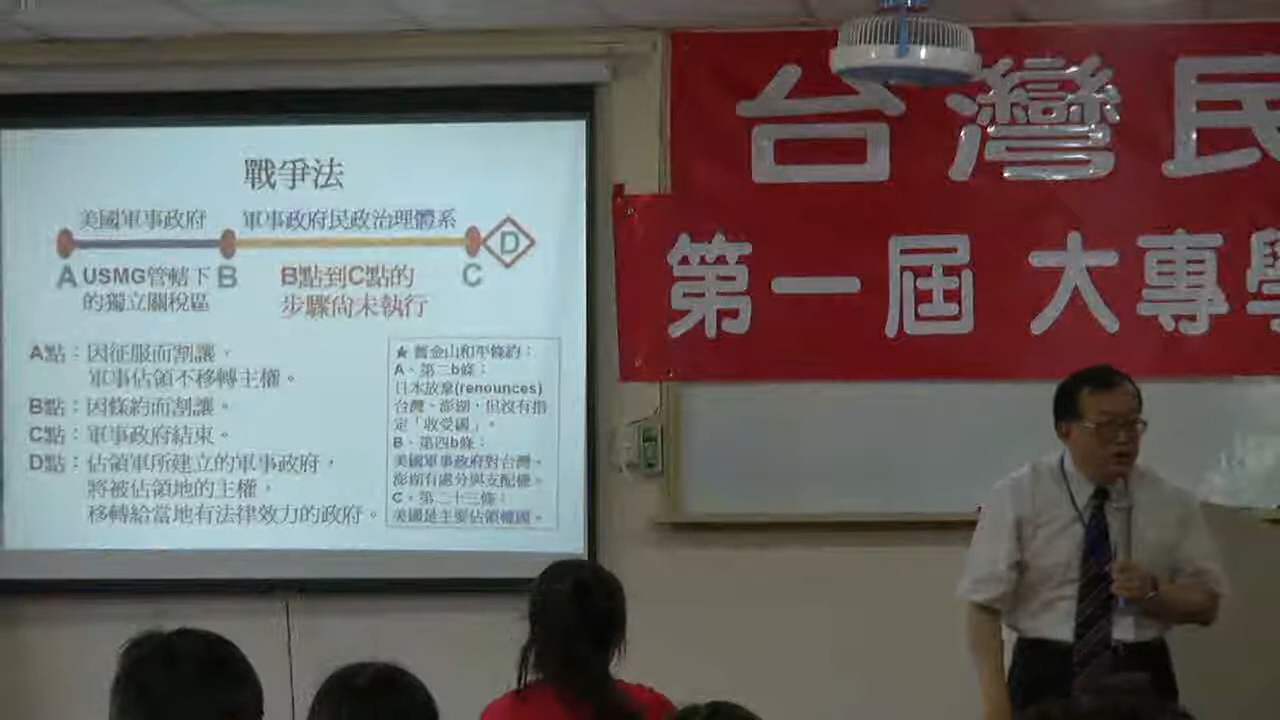 戰爭法
美國軍事政府
軍事政府民政治理體系
D
A
USMG管轄下
的獨立關稅區
B
B點到C點的
步驟尚未執行
C
A點：因征服而割讓，
軍事佔領不移轉主權。
B點：因條約而割讓。
C點：軍事政府結束。
D點：佔領軍所建立的軍事政府，
將被佔領地的主權，
移轉給當地有法律效力的政府。
★ 舊金山和平條約：
A、第二b條：
日本放棄(renounces)
台灣、澎湖，但沒有指
定「收受國」。
B、第四b條：
美國軍事政府對台灣、
澎湖有處分與支配權。
C、第二十三條：
美國是主要佔領權國。
台灣民
第一屆 大專學